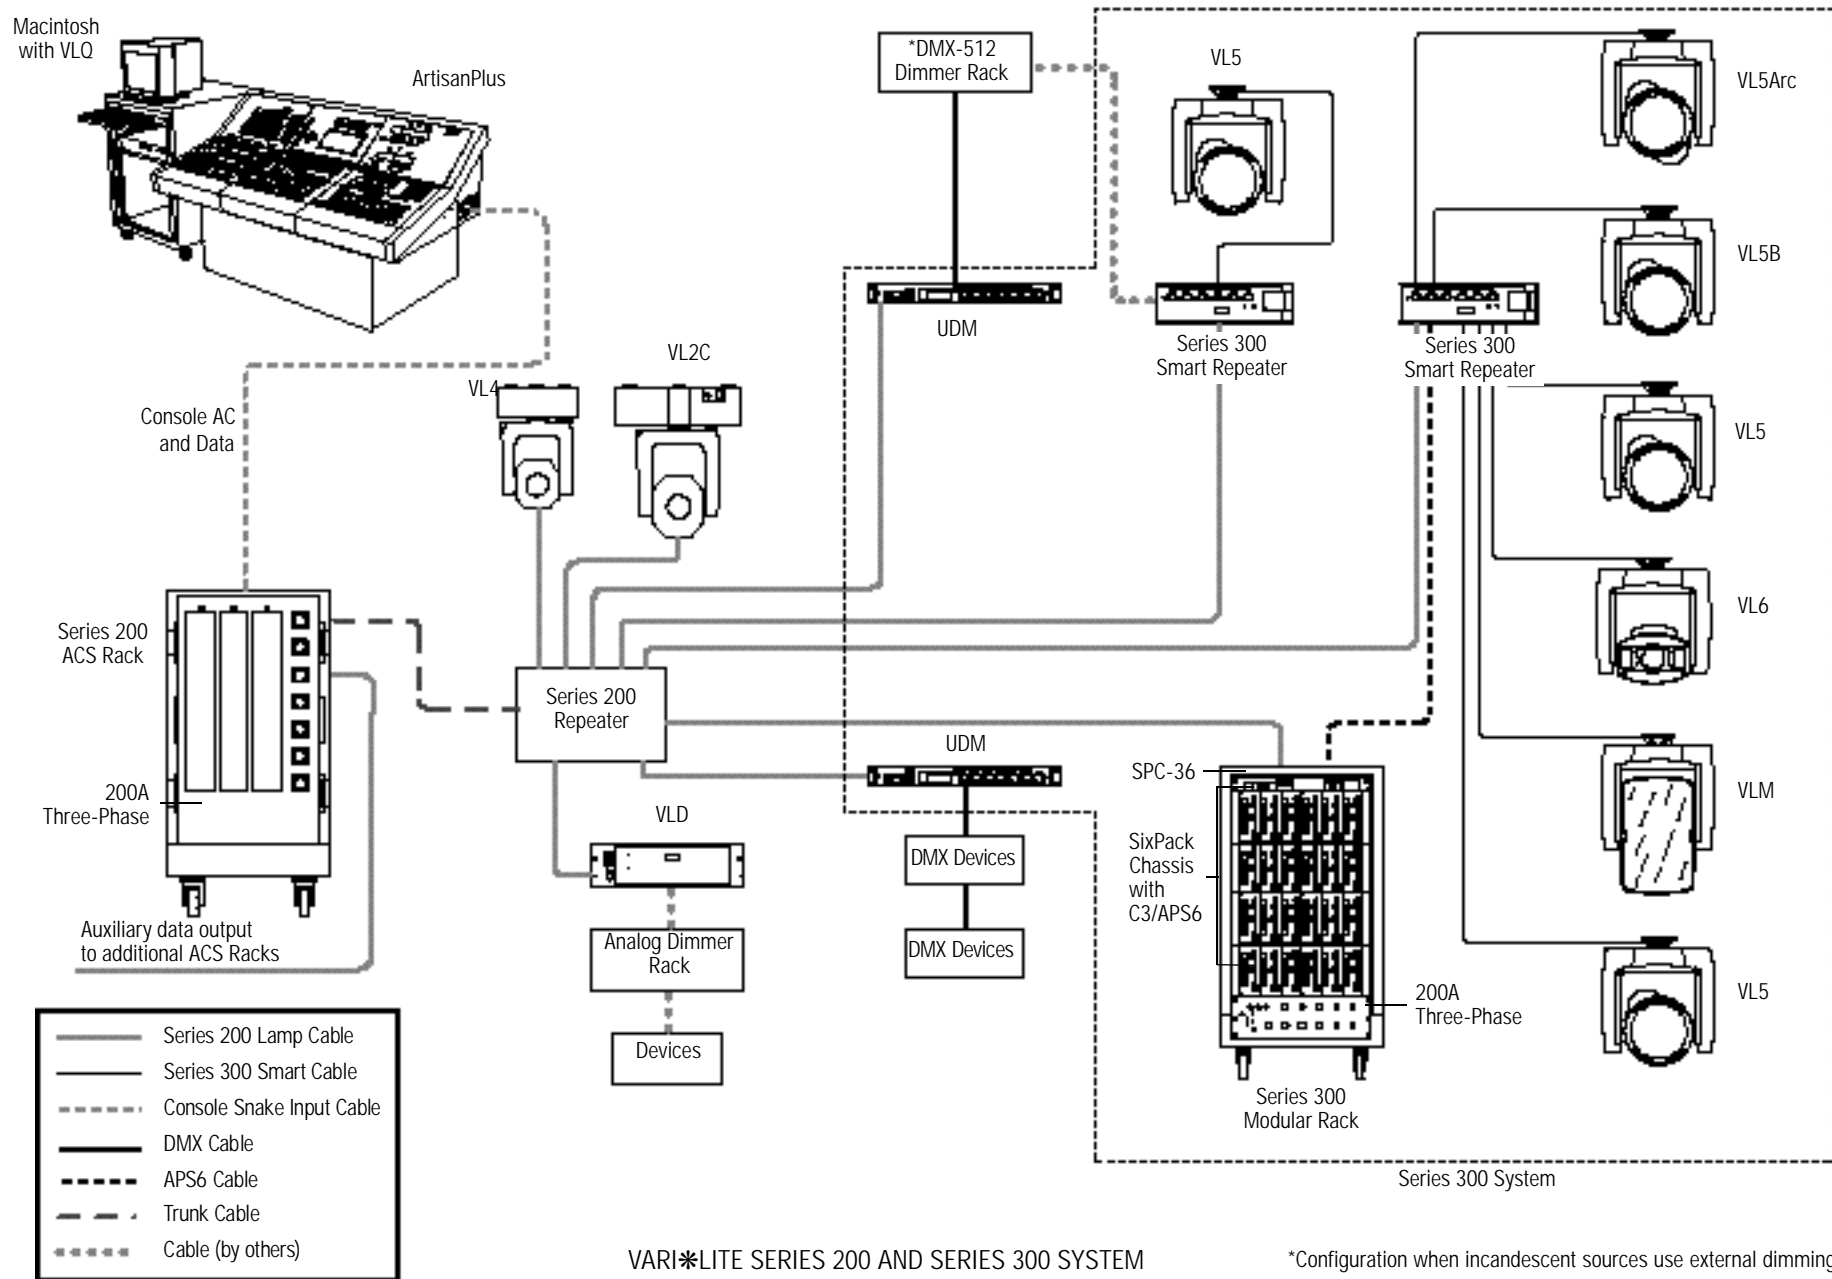 Macintosh
with VLQ
ArtisanPlus
*DMX-512
Dimmer Rack
VL5
VL5Arc
VL5B
UDM
Series 300
Smart Repeater
Series 300
Smart Repeater
VL2C
VL4
Console AC
and Data
VL5
VL6
Series 200
ACS Rack
Series 200
Repeater
UDM
SPC-36
200A
Three-Phase
VLD
VLM
DMX Devices
SixPack
Chassis
with
C3/APS6
Auxiliary data output
to additional ACS Racks
Analog Dimmer
Rack
DMX Devices
200A
Three-Phase
VL5
Devices
Series 300
Modular Rack
Series 200 Lamp Cable
Series 300 Smart Cable
Console Snake Input Cable
DMX Cable
APS6 Cable
Trunk Cable
Cable (by others)
Series 300 System
VARI❋LITE SERIES 200 AND SERIES 300 SYSTEM
*Configuration when incandescent sources use external dimming